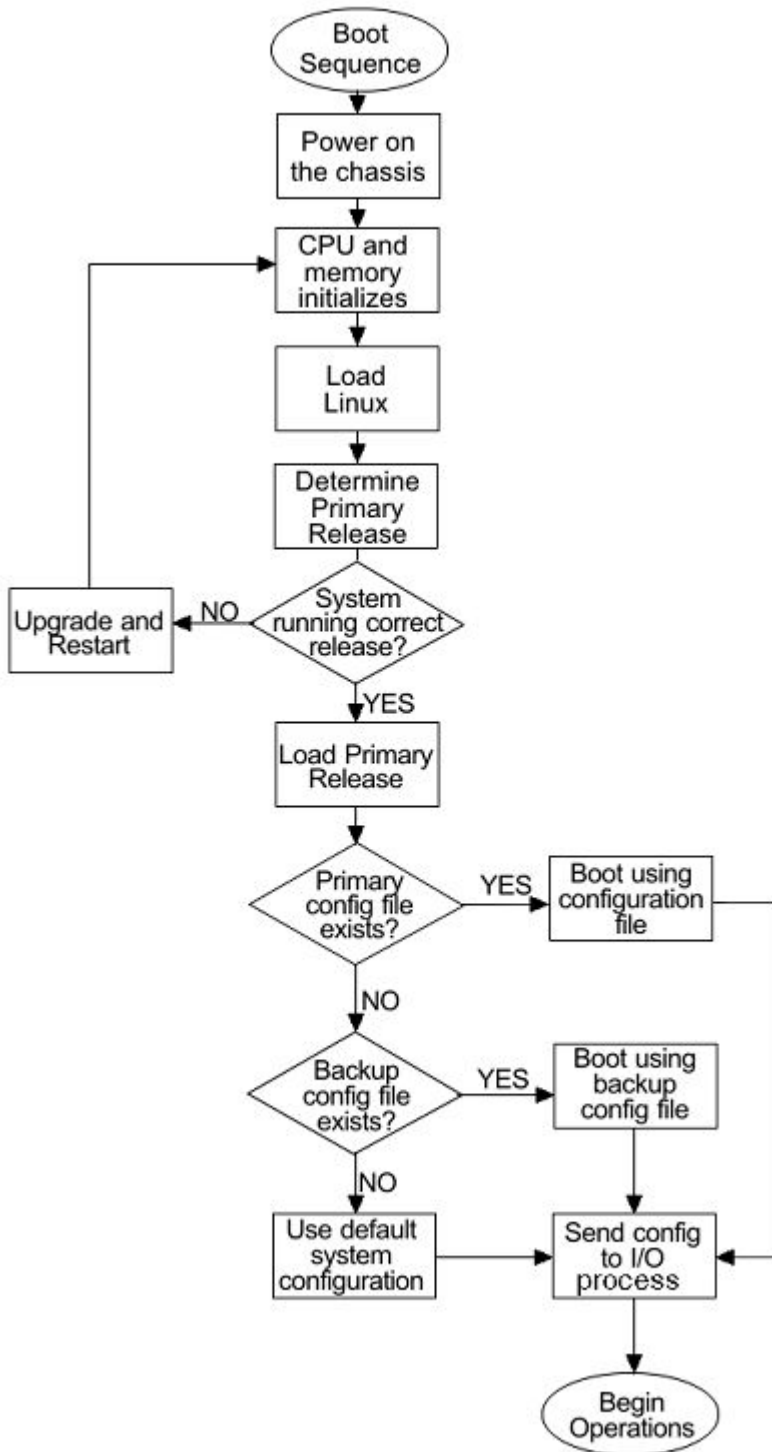 Boot
Sequence
Power on
the chassis
CPU and
memory
initializes
Load
Linux
Determine
Primary
Release
System
running correct
release?
NO
Upgrade and
Restart
YES
Load Primary
Release
Primary
config file
exists?
YES
Boot using
configuration
file
NO
Backup
config file
exists?
YES
Boot using
backup
config file
NO
Use default
system
configuration
Send config
to I/O
process
Begin
Operations